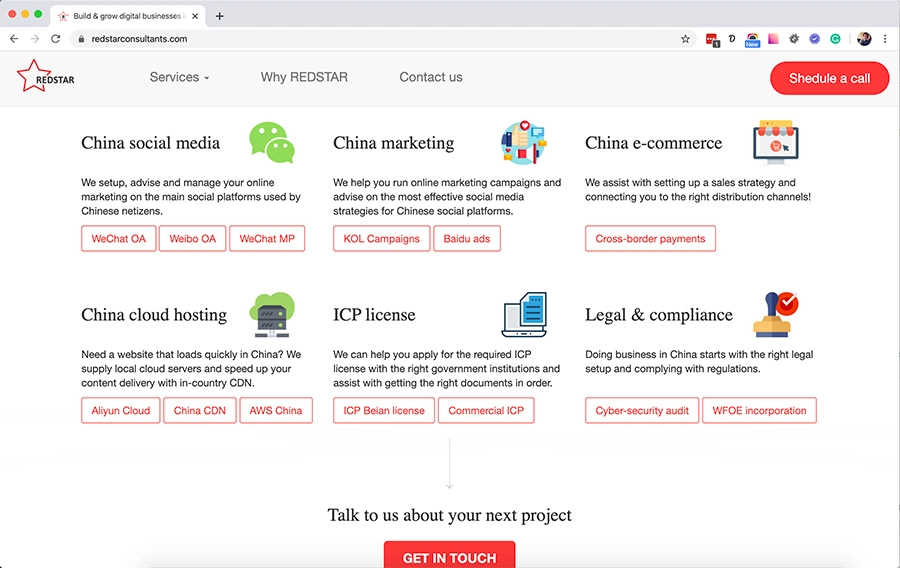 Build & grow digital businesses i
redstarconsultants.com
1
New
REDSTAR
Services
Why REDSTAR
Contact us
Shedule a call
China social media
We setup, advise and manage your online
marketing on the main social platforms used by
Chinese netizens.
WeChat OA
Weibo OA
WeChat MP
China marketing
We help you run online marketing campaigns and
advise on the most effective social media
strategies for Chinese social platforms.
KOL Campaigns
Baidu ads
China e-commerce
We assist with setting up a sales strategy and
connecting you to the right distribution channels!
Cross-border payments
China cloud hosting
Need a website that loads quickly in China? We
supply local cloud servers and speed up your
content delivery with in-country CDN.
Aliyun Cloud
China CDN
AWS China
ICP license
We can help you apply for the required ICP
license with the right government institutions and
assist with getting the right documents in order.
ICP Beian license
Commercial ICP
Legal & compliance
Doing business in China starts with the right legal
setup and complying with regulations.
Cyber-security audit
WFOE incorporation
Talk to us about your next project
GET IN TOUCH